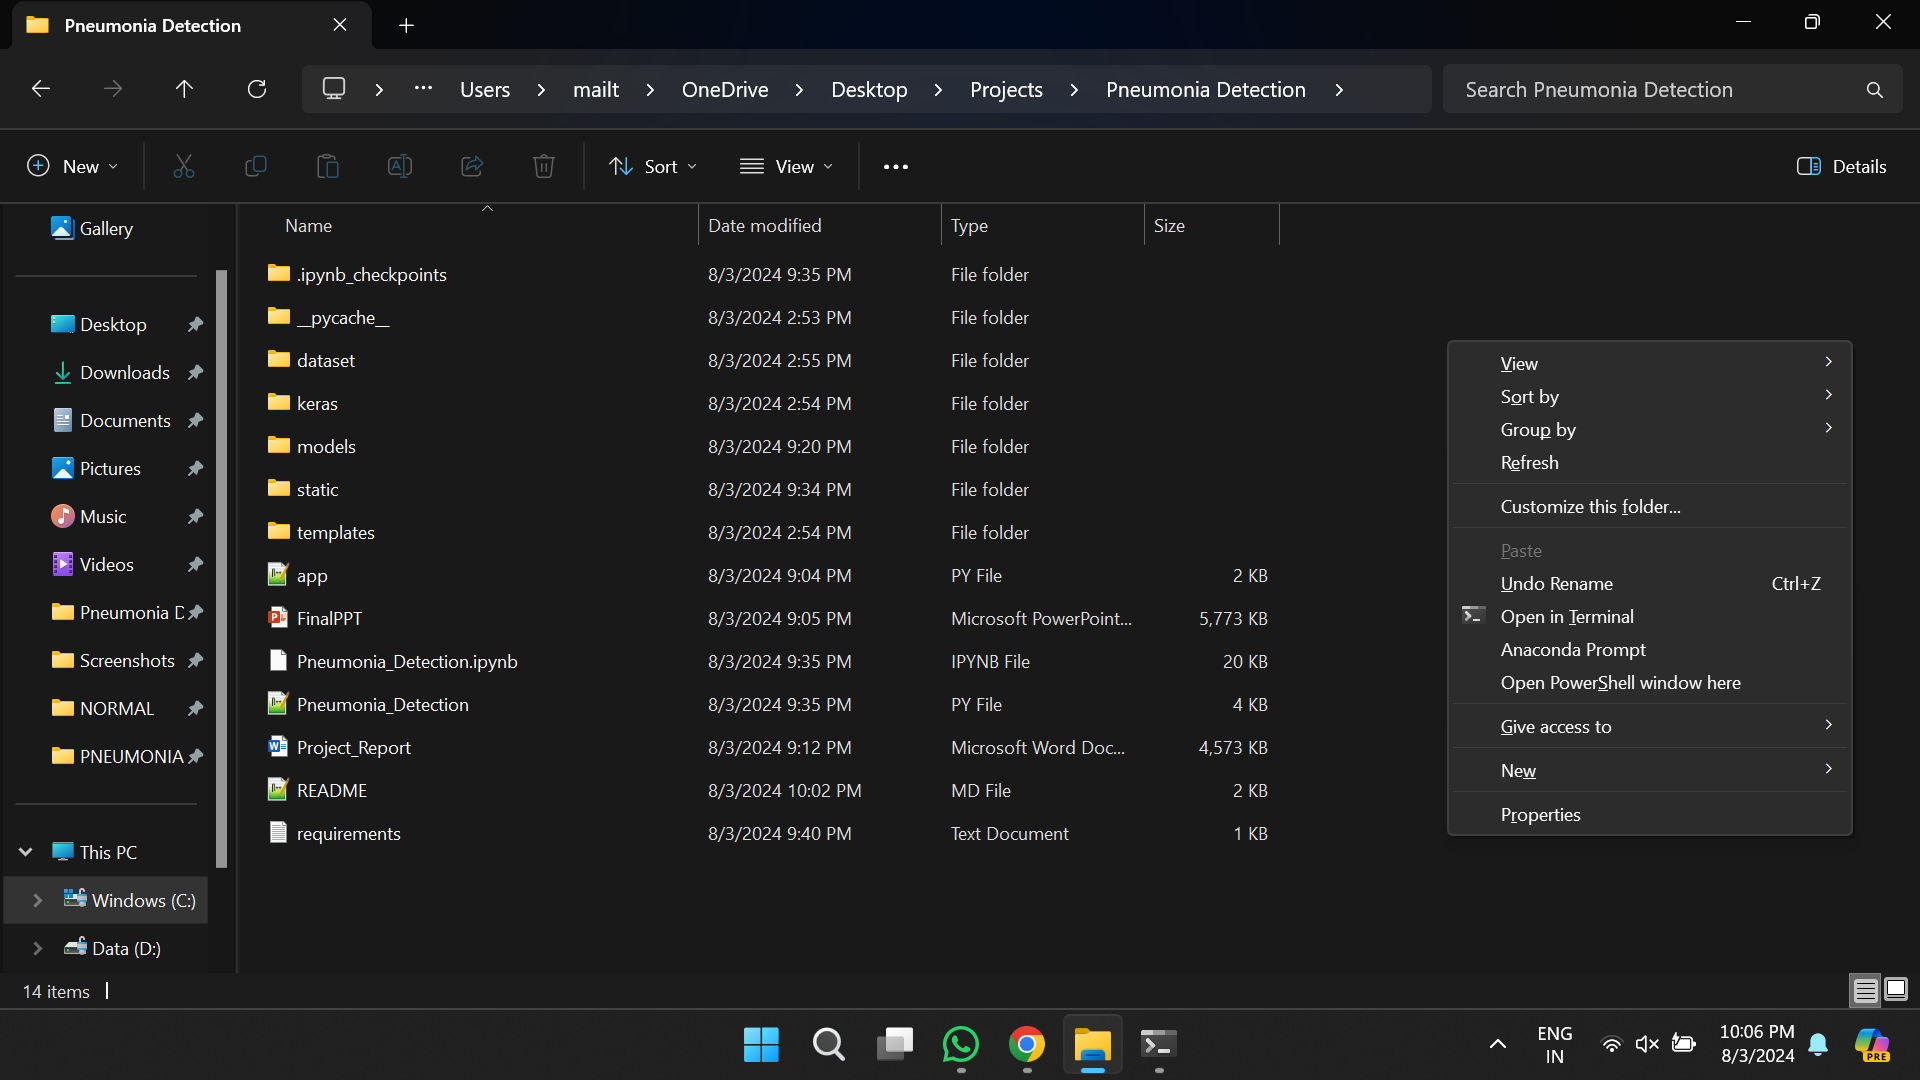 Pneumonia Detection
Users
mailt
OneDrive
Desktop
Projects
Pneumonia Detection
Search Pneumonia Detection
New
Sort
View
Details
Gallery
Desktop
Downloads
Documents
Pictures
Music
Videos
Pneumonia D
Screenshots
NORMAL
PNEUMONIA
This PC
Windows (C:)
Data (D:)
Name Date modified Type Size
.ipynb_checkpoints 8/3/2024 9:35 PM File folder
__pycache__ 8/3/2024 2:53 PM File folder
dataset 8/3/2024 2:55 PM File folder
keras 8/3/2024 2:54 PM File folder
models 8/3/2024 9:20 PM File folder
static 8/3/2024 9:34 PM File folder
templates 8/3/2024 2:54 PM File folder
app 8/3/2024 9:04 PM PY File 2 KB
FinalPPT 8/3/2024 9:05 PM Microsoft PowerPoint... 5,773 KB
Pneumonia_Detection.ipynb 8/3/2024 9:35 PM IPYNB File 20 KB
Pneumonia_Detection 8/3/2024 9:35 PM PY File 4 KB
Project_Report 8/3/2024 9:12 PM Microsoft Word Doc... 4,573 KB
README 8/3/2024 10:02 PM MD File 2 KB
requirements 8/3/2024 9:40 PM Text Document 1 KB
View
Sort by
Group by
Refresh
Customize this folder...
Paste
Undo Rename Ctrl+Z
Open in Terminal
Anaconda Prompt
Open PowerShell window here
Give access to
New
Properties
14 items
ENG
IN
10:06 PM
8/3/2024
PRE